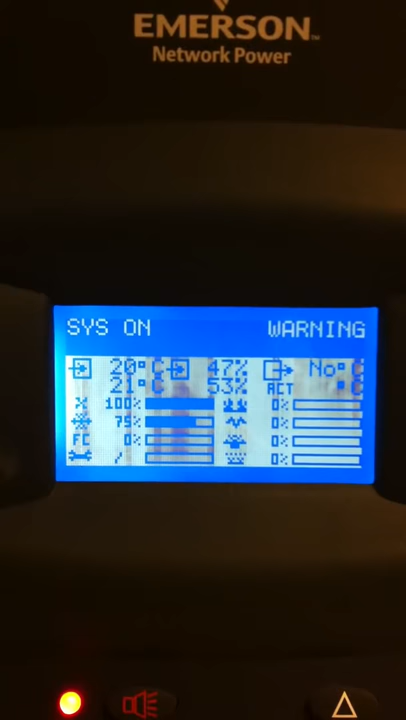 EMERSON™
Network Power
SYS ON WARNING
20°C 47% No°C
21°C 53% ACT °C
100% 0%
75% 0%
FC 0% 0%
/ 0%